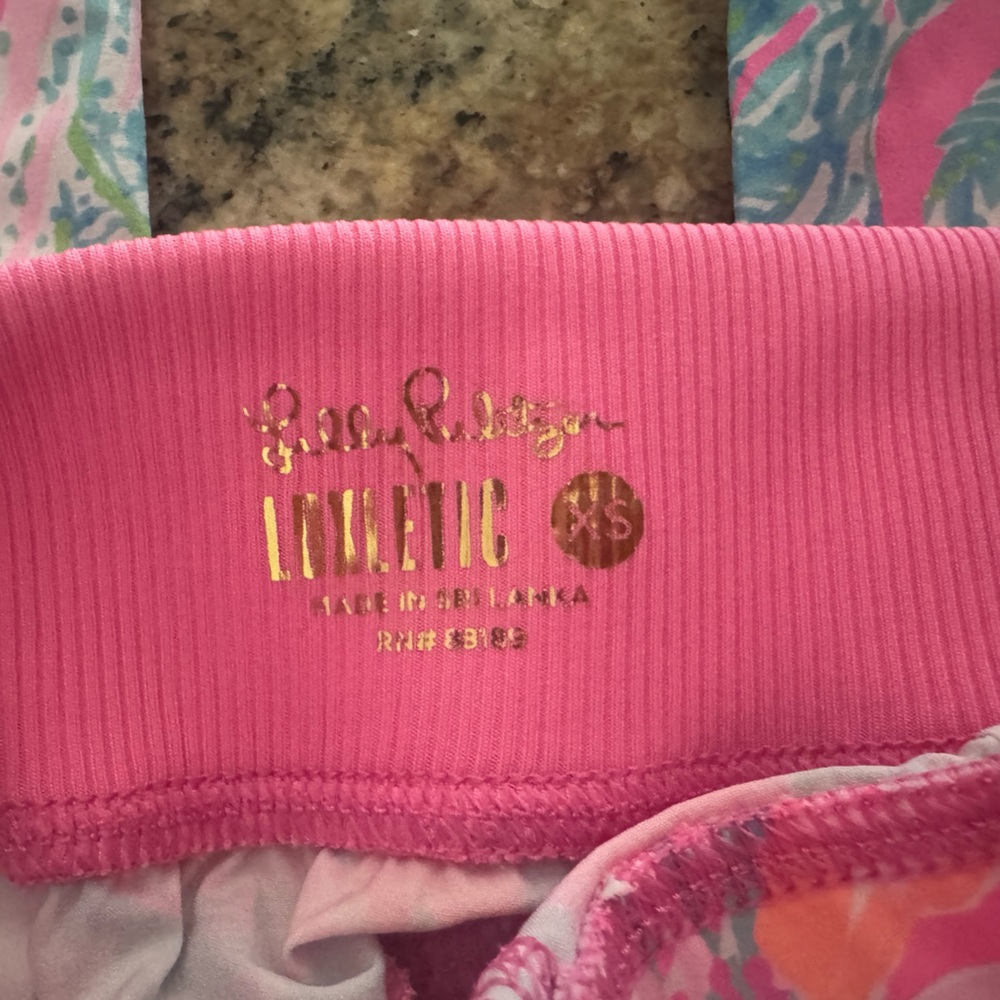 Lilly Pulitzer
LUXLETIC XS
MADE IN SRI LANKA
RN# 88189